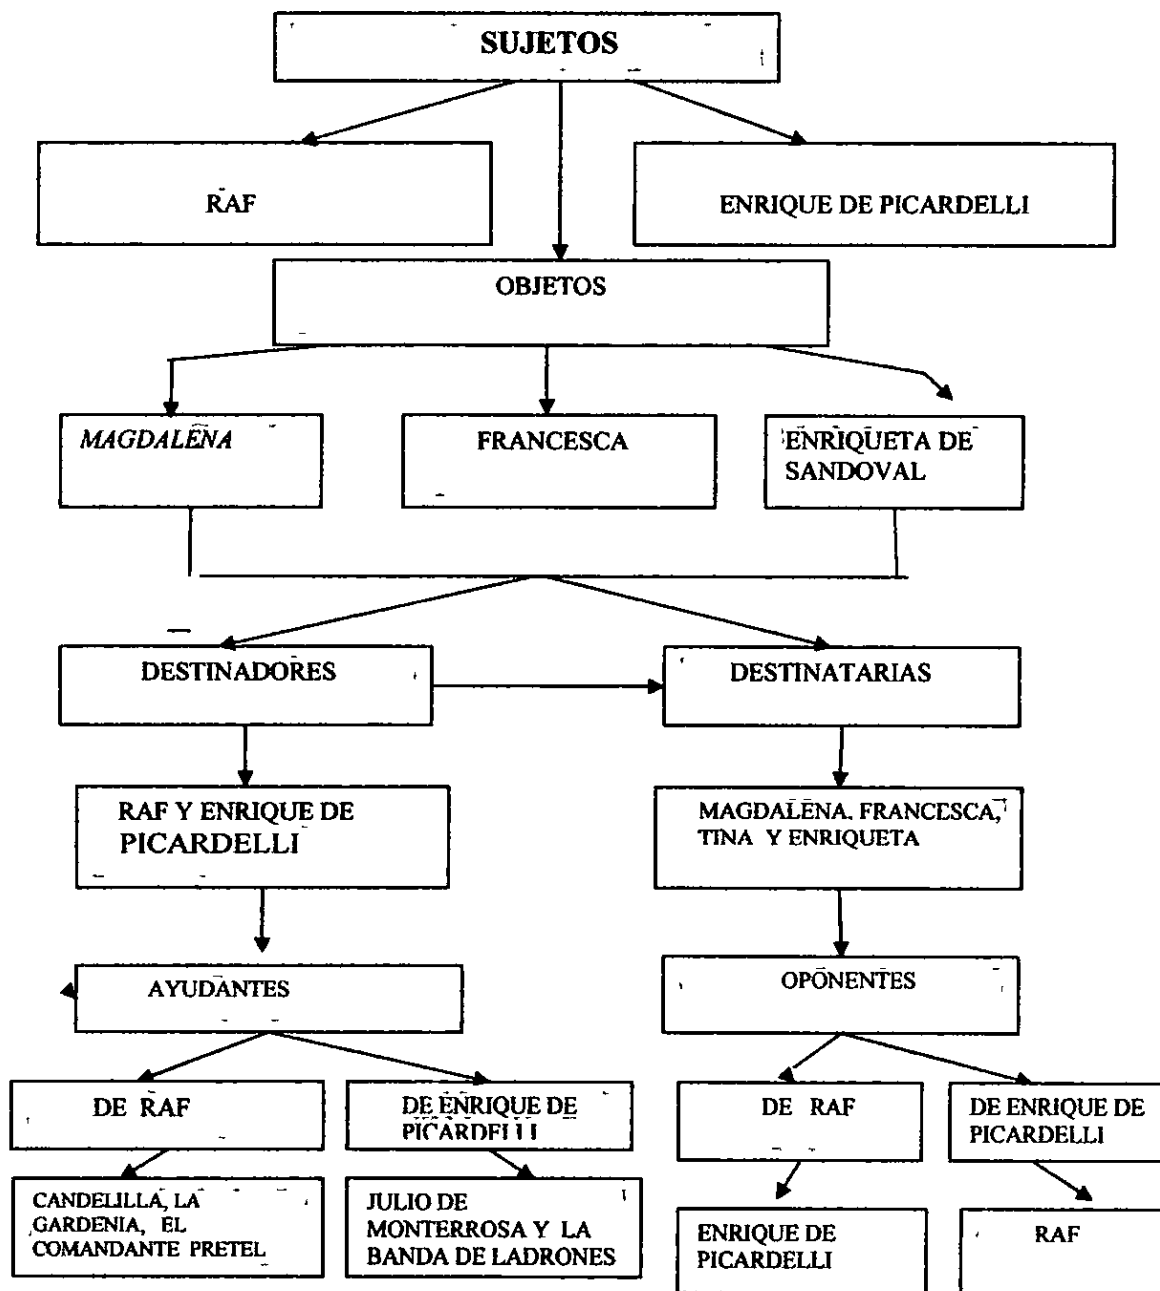 SUJETOS
RAF
ENRIQUE DE PICARDELLI
OBJETOS
MAGDALENA
FRANCESCA
ENRIQUETA DE
SANDOVAL
DESTINADORES
DESTINATARIAS
RAF Y ENRIQUE DE
PICARDELLI
MAGDALENA. FRANCESCA,
TINA Y ENRIQUETA
AYUDANTES
OPONENTES
DE RAF
DE ENRIQUE DE
PICARDELLI
DE RAF
DE ENRIQUE DE
PICARDELLI
CANDELILLA, LA
GARDENIA, EL
COMANDANTE PRETEL
JULIO DE
MONTERROSA Y LA
BANDA DE LADRONES
ENRIQUE DE
PICARDELLI
RAF